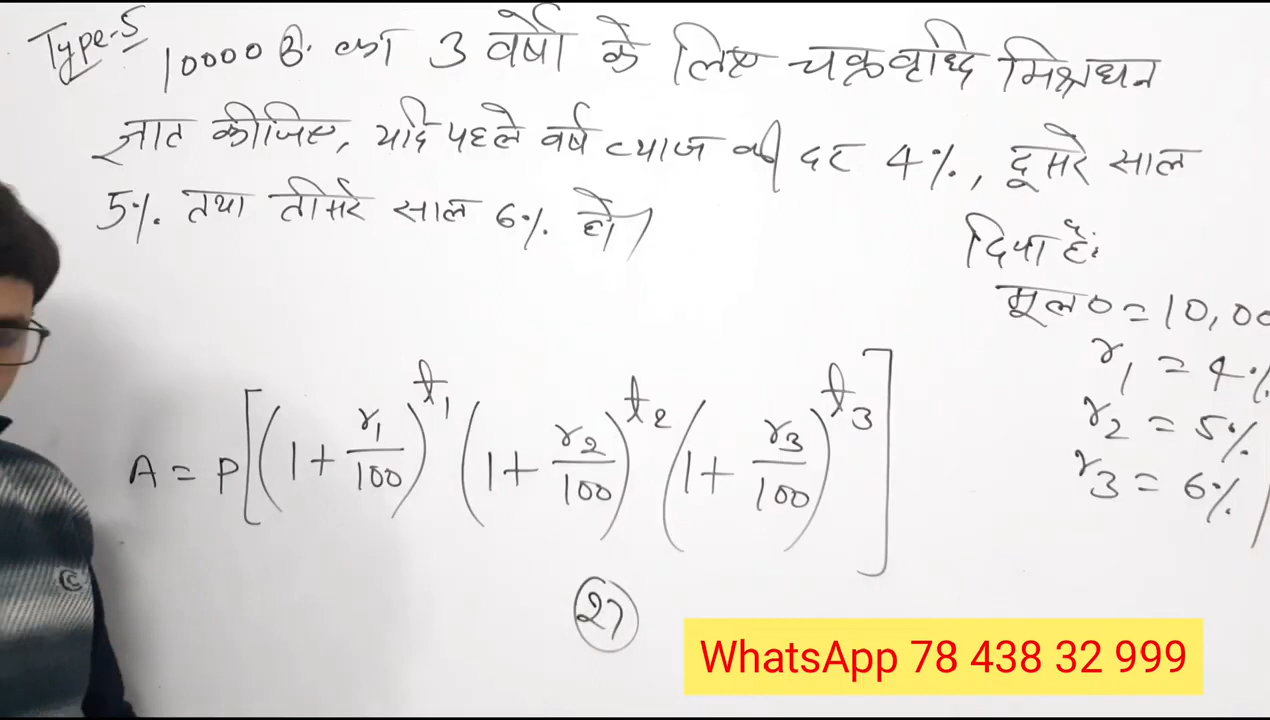 Type-5
10000 रु. का 3 वर्षो के लिए चक्रवृद्धि मिश्रधन
ज्ञात कीजिए, यदि पहले वर्ष ब्याज की दर 4%, दूसरे साल
5% तथा तीसरे साल 6% हो।
दिया है:
मूल० = 10,00
r₁ = 4%
r₂ = 5%
r₃ = 6%
A = P[(1 + r₁/100)^t₁ (1 + r₂/100)^t₂ (1 + r₃/100)^t₃]
27
WhatsApp 78 438 32 999